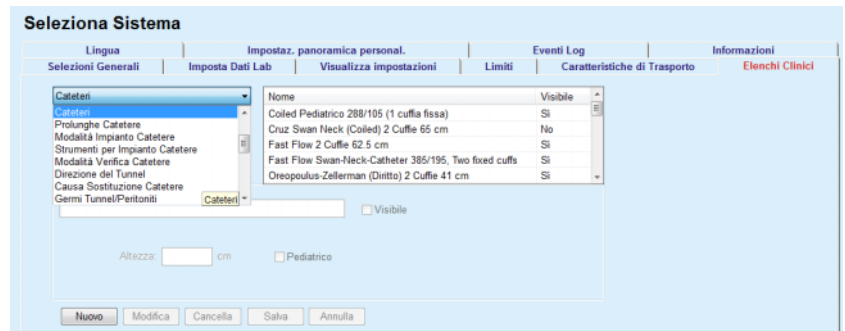 Seleziona Sistema
Lingua Impostaz. panoramica personal. Eventi Log Informazioni
Selezioni Generali Imposta Dati Lab Visualizza impostazioni Limiti Caratteristiche di Trasporto Elenchi Clinici
Cateteri
Cateteri
Prolunghe Catetere
Modalità Impianto Catetere
Strumenti per Impianto Catetere
Modalità Verifica Catetere
Direzione del Tunnel
Causa Sostituzione Catetere
Germi Tunnel/Peritoniti
Cateteri
Nome Visibile
Coiled Pediatrico 288/105 (1 cuffia fissa) Sì
Cruz Swan Neck (Coiled) 2 Cuffie 65 cm No
Fast Flow 2 Cuffie 62.5 cm Sì
Fast Flow Swan-Neck-Catheter 385/195, Two fixed cuffs Sì
Oreopoulus-Zellerman (Diritto) 2 Cuffie 41 cm Sì
Visibile
Altezza: cm Pediatrico
Nuovo Modifica Cancella Salva Annulla